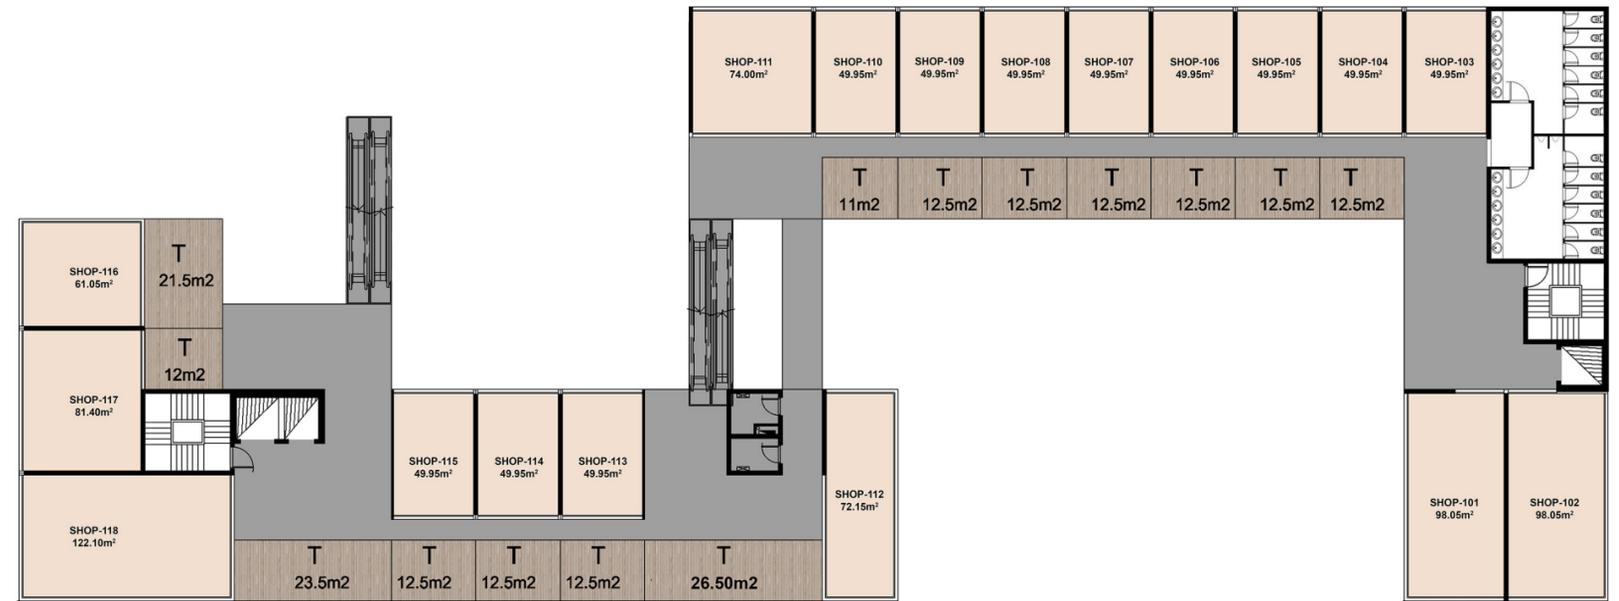 SHOP-111
74.00m²
SHOP-110
49.95m²
SHOP-109
49.95m²
SHOP-108
49.95m²
SHOP-107
49.95m²
SHOP-106
49.95m²
SHOP-105
49.95m²
SHOP-104
49.95m²
SHOP-103
49.95m²
T
11m2
T
12.5m2
T
12.5m2
T
12.5m2
T
12.5m2
T
12.5m2
T
12.5m2
SHOP-116
61.05m²
T
21.5m2
T
12m2
SHOP-117
81.40m²
SHOP-115
49.95m²
SHOP-114
49.95m²
SHOP-113
49.95m²
SHOP-112
72.15m²
SHOP-101
98.05m²
SHOP-102
98.05m²
SHOP-118
122.10m²
T
23.5m2
T
12.5m2
T
12.5m2
T
12.5m2
T
26.50m2